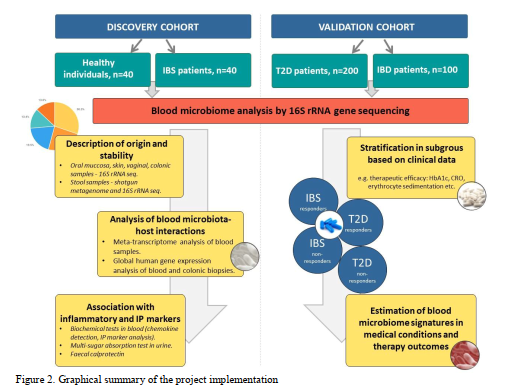 DISCOVERY COHORT
VALIDATION COHORT
Healthy
individuals, n=40
IBS patients, n=40
T2D patients, n=200
IBD patients, n=100
Blood microbiome analysis by 16S rRNA gene sequencing
Description of origin and
stability
• Oral muccosa, skin, vaginal, colonic
samples - 16S rRNA seq.
• Stool samples - shotgun
metagenome and 16S rRNA seq.
Analysis of blood microbiota-
host interactions
• Meta-transcriptome analysis of blood
samples.
• Global human gene expression
analysis of blood and colonic biopsies.
Association with
inflammatory and IP markers
• Biochemical tests in blood (chemokine
detection, IP marker analysis).
• Multi-sugar absorption test in urine.
• Faecal calprotectin
Stratification in subgrous
based on clinical data
e.g. therapeutic efficacy: HbA1c, CRO,
erythrocyte sedimentation etc.
IBS
responders
T2D
responders
IBS
non-
responders
T2D
non-
responders
Estimation of blood
microbiome signatures in
medical conditions and
therapy outcomes
Figure 2. Graphical summary of the project implementation